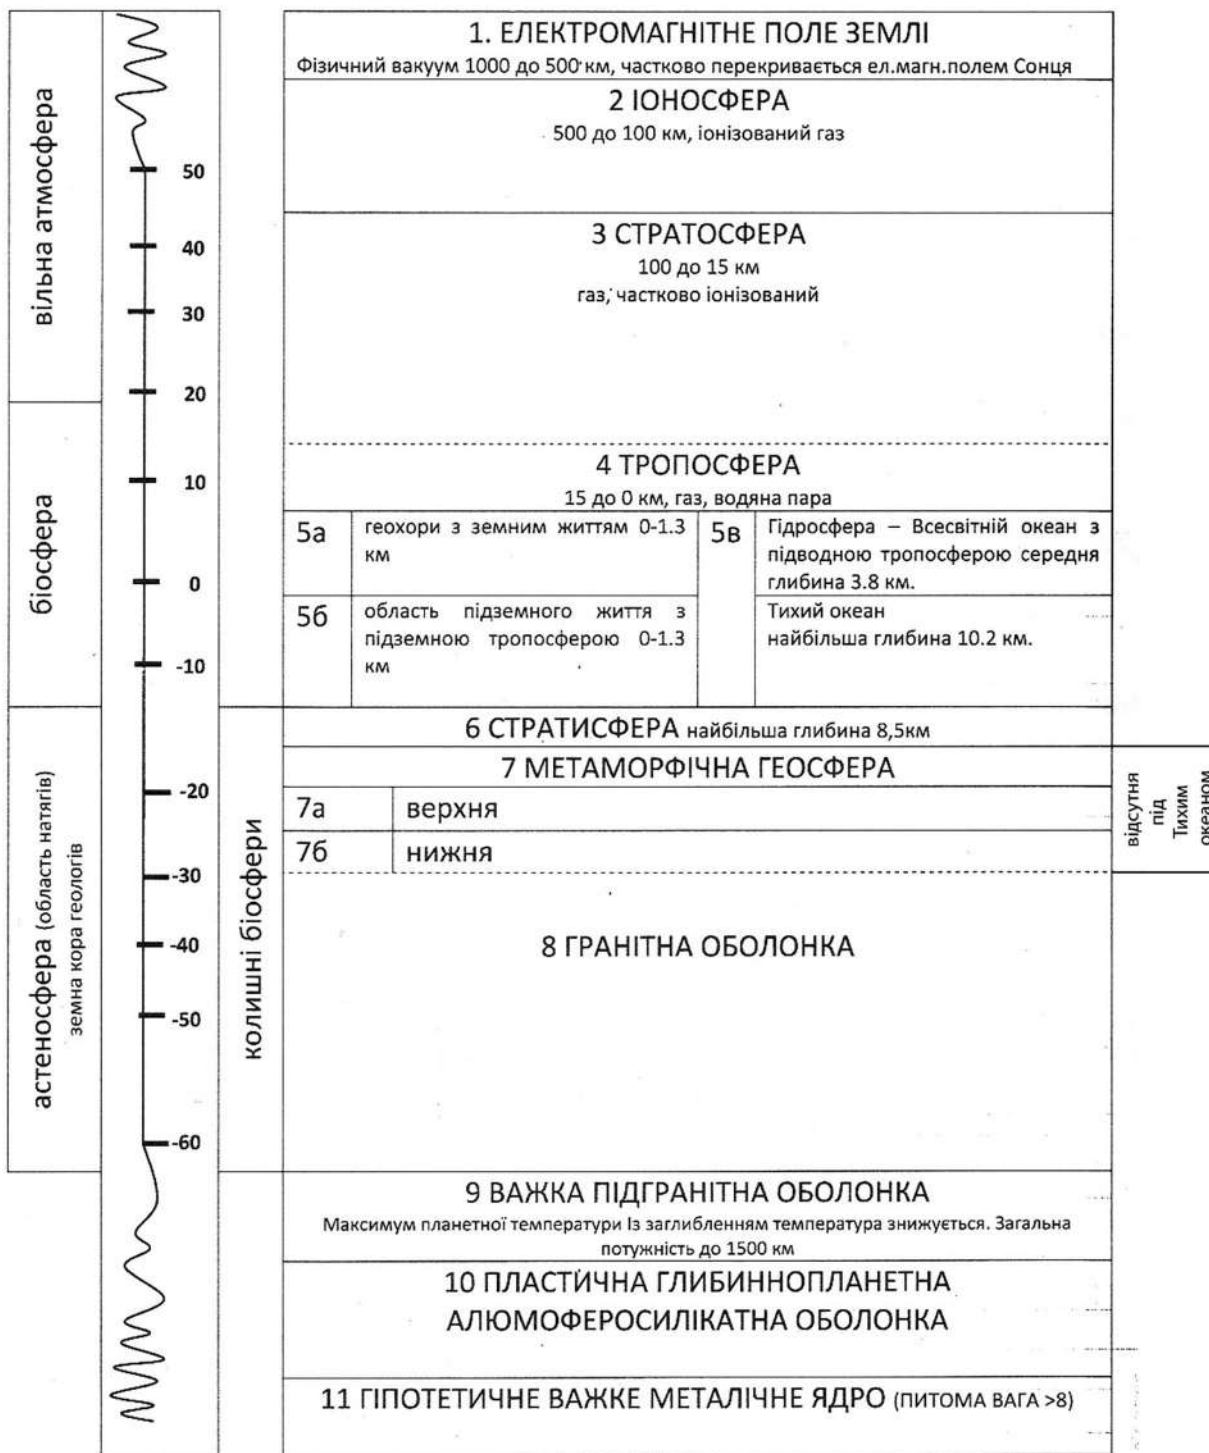 вільна атмосфера
біосфера
астеносфера (область натягів)
земна кора геологів
50
40
30
20
10
0
-10
-20
-30
-40
-50
-60
колишні біосфери
1. ЕЛЕКТРОМАГНІТНЕ ПОЛЕ ЗЕМЛІ
Фізичний вакуум 1000 до 500 км, частково перекривається ел.магн.полем Сонця
2 ІОНОСФЕРА
500 до 100 км, іонізований газ
3 СТРАТОСФЕРА
100 до 15 км
газ, частково іонізований
4 ТРОПОСФЕРА
15 до 0 км, газ, водяна пара
5а
геохори з земним життям 0-1.3
км
5в
Гідросфера – Всесвітній океан з
підводною тропосферою середня
глибина 3.8 км.
5б
область підземного життя з
підземною тропосферою 0-1.3
км
Тихий океан
найбільша глибина 10.2 км.
6 СТРАТИСФЕРА найбільша глибина 8,5км
7 МЕТАМОРФІЧНА ГЕОСФЕРА
7а верхня
7б нижня
відсутня
під
Тихим
океаном
8 ГРАНІТНА ОБОЛОНКА
9 ВАЖКА ПІДГРАНІТНА ОБОЛОНКА
Максимум планетної температури Із заглибленням температура знижується. Загальна
потужність до 1500 км
10 ПЛАСТИЧНА ГЛИБИННОПЛАНЕТНА
АЛЮМОФЕРОСИЛІКАТНА ОБОЛОНКА
11 ГІПОТЕТИЧНЕ ВАЖКЕ МЕТАЛІЧНЕ ЯДРО (ПИТОМА ВАГА >8)